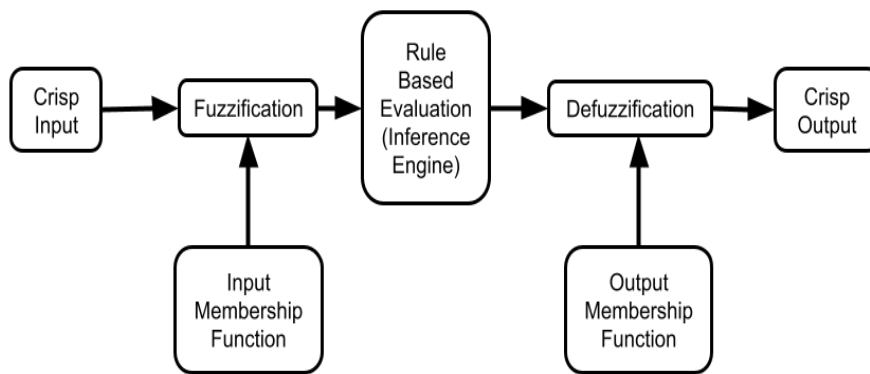 Crisp
Input
Fuzzification
Rule
Based
Evaluation
(Inference
Engine)
Defuzzification
Crisp
Output
Input
Membership
Function
Output
Membership
Function